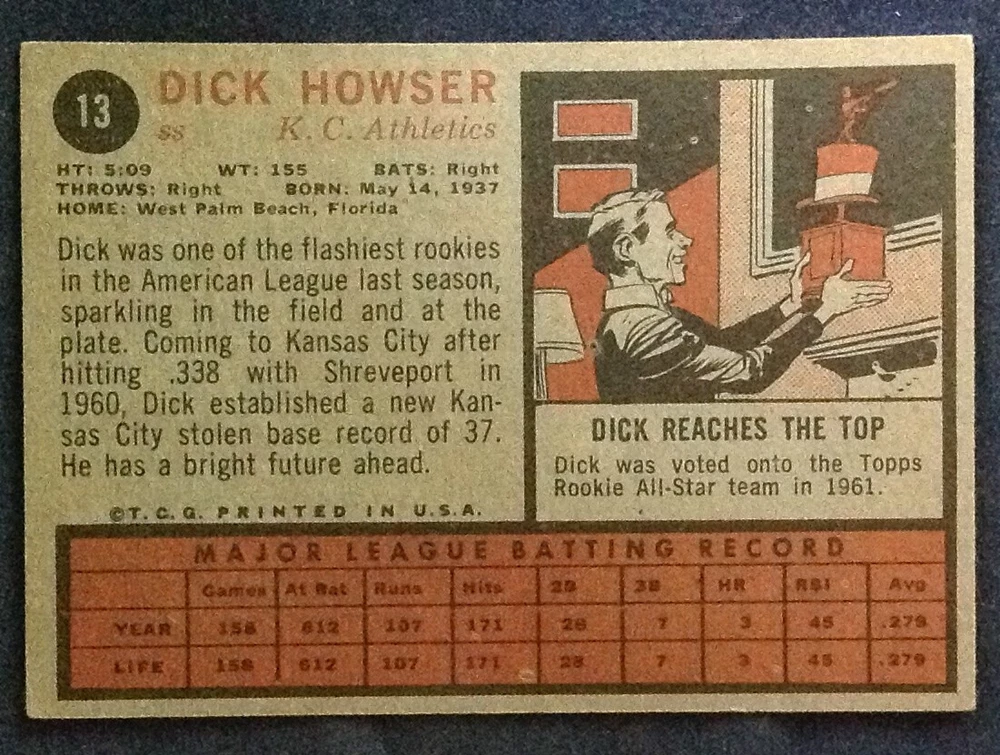 13
DICK HOWSER
ss K. C. Athletics
HT: 5:09 WT: 155 BATS: Right
THROWS: Right BORN: May 14, 1937
HOME: West Palm Beach, Florida
Dick was one of the flashiest rookies
in the American League last season,
sparkling in the field and at the
plate. Coming to Kansas City after
hitting .338 with Shreveport in
1960, Dick established a new Kan-
sas City stolen base record of 37.
He has a bright future ahead.
©T.C.G. PRINTED IN U.S.A.
DICK REACHES THE TOP
Dick was voted onto the Topps
Rookie All-Star team in 1961.
MAJOR LEAGUE BATTING RECORD
Games At Bat Runs Hits 2B 3B HR RBI Avg
YEAR 158 612 107 171 28 7 3 45 .279
LIFE 158 612 107 171 28 7 3 45 .279